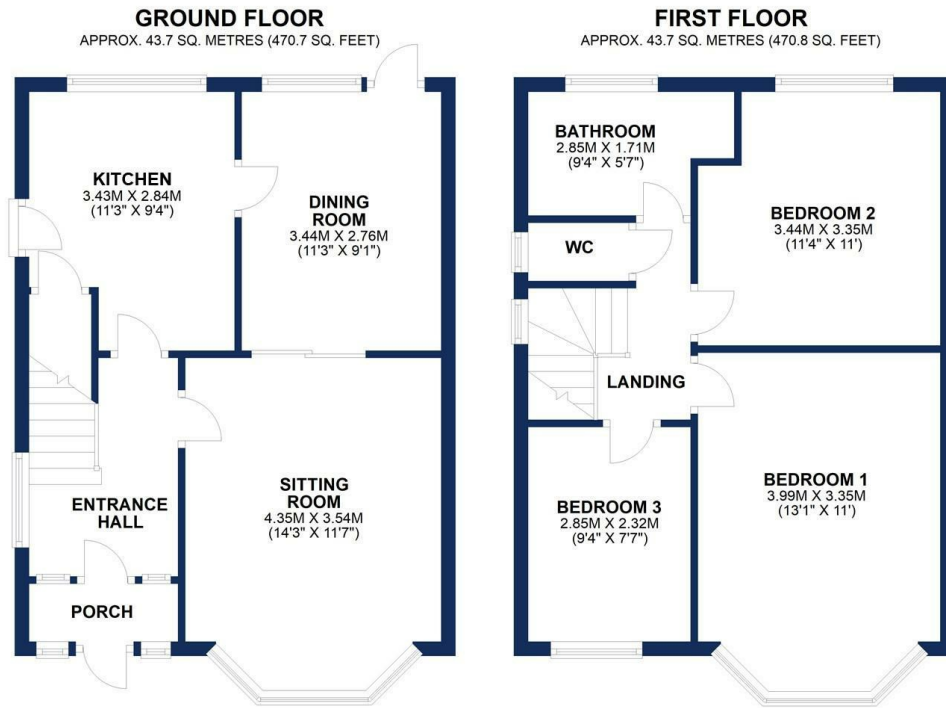 GROUND FLOOR
APPROX. 43.7 SQ. METRES (470.7 SQ. FEET)
KITCHEN
3.43M X 2.84M
(11'3" X 9'4")
DINING
ROOM
3.44M X 2.76M
(11'3" X 9'1")
SITTING
ROOM
4.35M X 3.54M
(14'3" X 11'7")
ENTRANCE
HALL
PORCH
FIRST FLOOR
APPROX. 43.7 SQ. METRES (470.8 SQ. FEET)
BATHROOM
2.85M X 1.71M
(9'4" X 5'7")
BEDROOM 2
3.44M X 3.35M
(11'4" X 11')
WC
LANDING
BEDROOM 1
3.99M X 3.35M
(13'1" X 11')
BEDROOM 3
2.85M X 2.32M
(9'4" X 7'7")